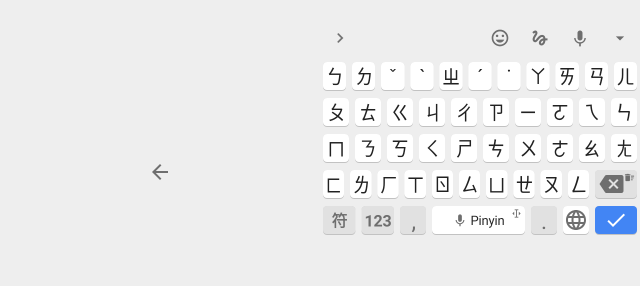 ㄅ ㄉ ˇ ˋ ㄓ ˊ ˙ ㄚ ㄞ ㄢ ㄦ
ㄆ ㄊ ㄍ ㄐ ㄔ ㄗ ㄧ ㄛ ㄟ ㄣ
ㄇ ㄋ ㄎ ㄑ ㄕ ㄘ ㄨ ㄜ ㄠ ㄤ
ㄈ ㄌ ㄏ ㄒ ㄖ ㄙ ㄩ ㄝ ㄡ ㄥ
符 123 , Pinyin .